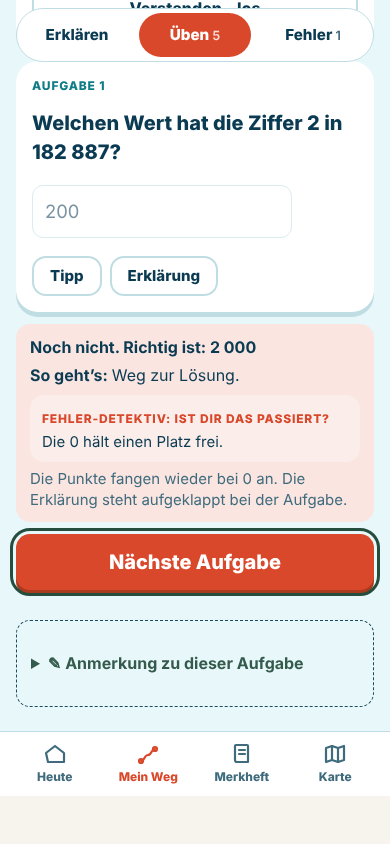 Verstanden – los
Erklären
Üben 5
Fehler 1
AUFGABE 1
Welchen Wert hat die Ziffer 2 in
182 887?
200
Tipp
Erklärung
Noch nicht. Richtig ist: 2 000
So geht’s: Weg zur Lösung.
FEHLER-DETEKTIV: IST DIR DAS PASSIERT?
Die 0 hält einen Platz frei.
Die Punkte fangen wieder bei 0 an. Die
Erklärung steht aufgeklappt bei der Aufgabe.
Nächste Aufgabe
✎ Anmerkung zu dieser Aufgabe
Heute
Mein Weg
Merkheft
Karte